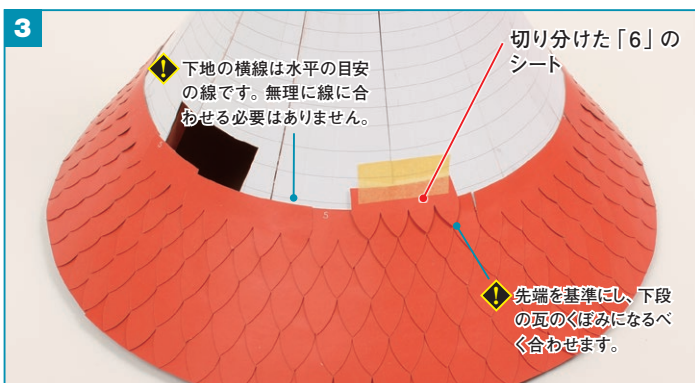 3
下地の横線は水平の目安
の線です。無理に線に合
わせる必要はありません。
切り分けた「6」の
シート
5
先端を基準にし、下段
の瓦のくぼみになるべ
く合わせます。